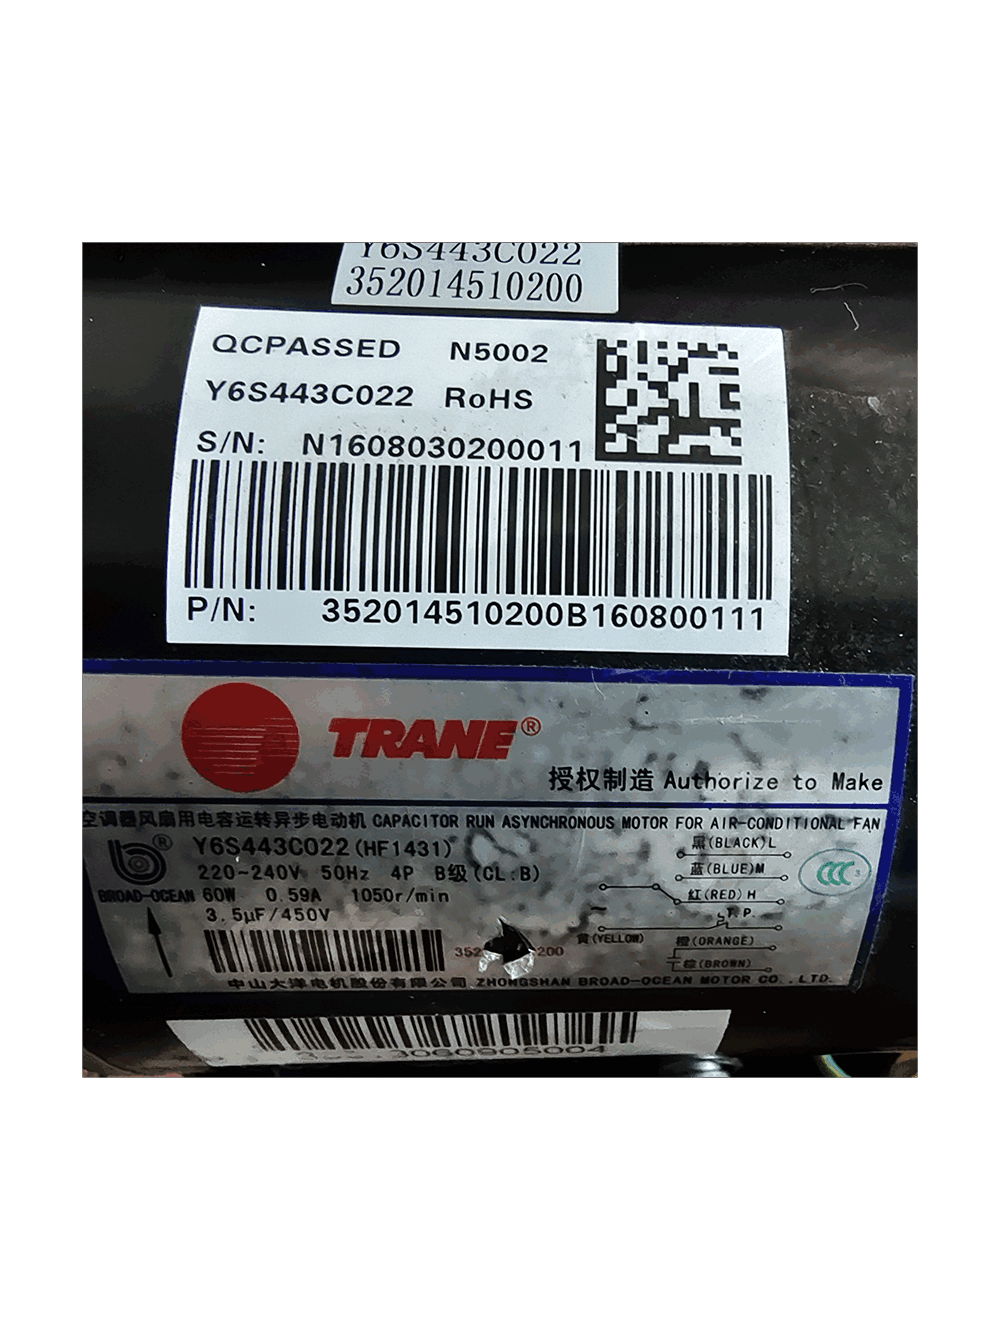 Y6S443C022
352014510200
QCPASSED N5002
Y6S443C022 RoHS
S/N: N1608030200011
P/N: 352014510200B160800111
TRANE®
授权制造 Authorize to Make
空调器风扇用电容运转异步电动机 CAPACITOR RUN ASYNCHRONOUS MOTOR FOR AIR-CONDITIONAL FAN
Y6S443C022(HF1431)
220~240V 50Hz 4P B级(CL:B)
60W 0.59A 1050r/min
3.5μF/450V
BROAD-OCEAN
黑(BLACK)L
蓝(BLUE)M
红(RED)H
T.P.
黄(YELLOW)
橙(ORANGE)
棕(BROWN)
CCC
中山大洋电机股份有限公司 ZHONGSHAN BROAD-OCEAN MOTOR CO.,LTD.